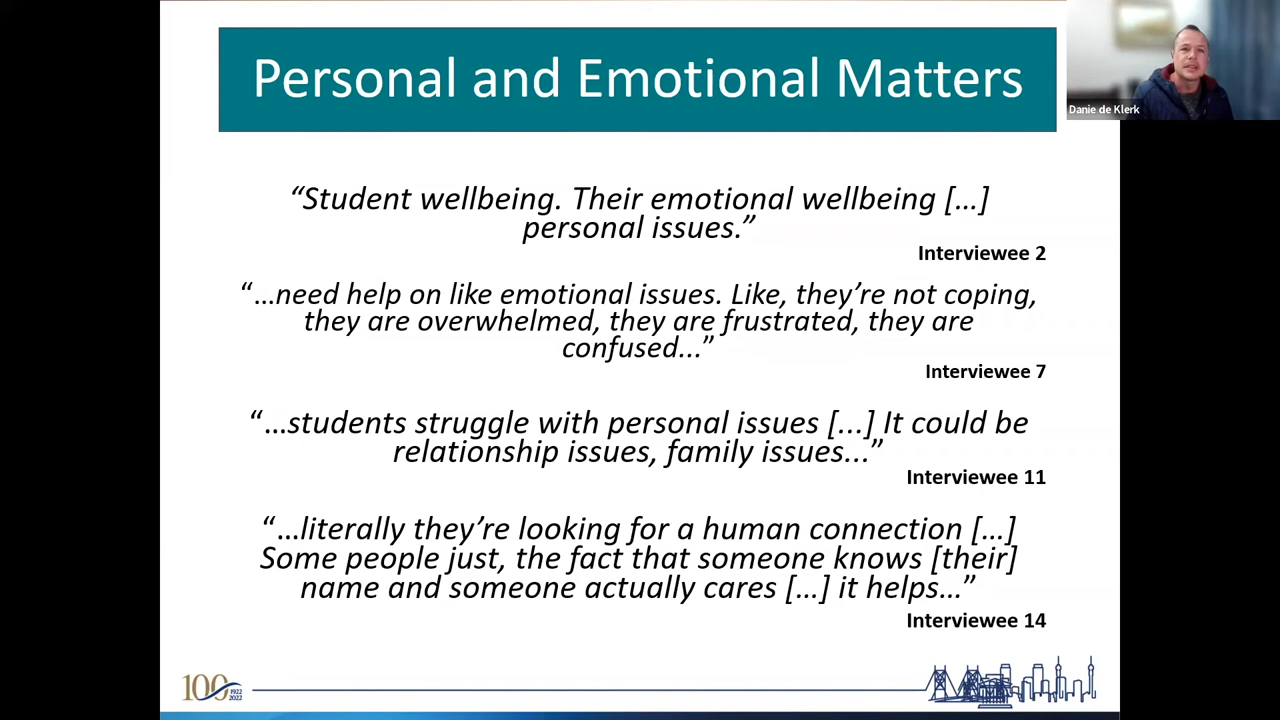 Personal and Emotional Matters
Danie de Klerk
“Student wellbeing. Their emotional wellbeing […]
personal issues.”
Interviewee 2
“…need help on like emotional issues. Like, they’re not coping,
they are overwhelmed, they are frustrated, they are
confused...”
Interviewee 7
“…students struggle with personal issues [...] It could be
relationship issues, family issues...”
Interviewee 11
“…literally they’re looking for a human connection […]
Some people just, the fact that someone knows [their]
name and someone actually cares […] it helps…”
Interviewee 14
100
1922
2022